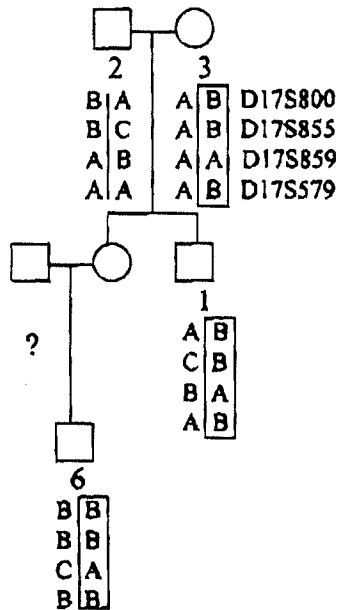 2 3
B A A B D17S800
B C A B D17S855
A B A A D17S859
A A A B D17S579
1
?
A B
C B
B A
A B
6
B B
B B
C A
B B